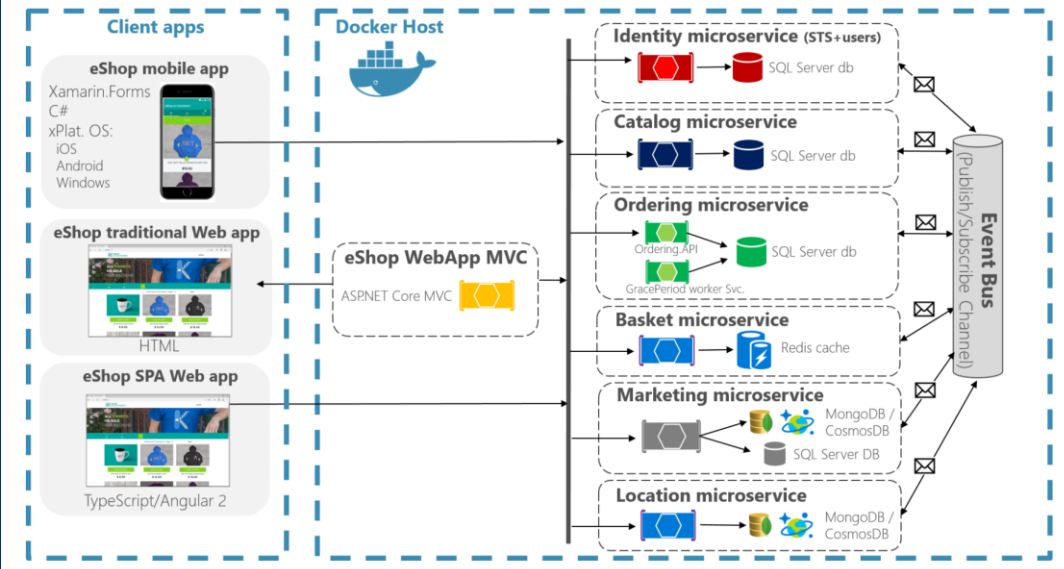 Client apps
eShop mobile app
Xamarin.Forms
C#
xPlat. OS:
iOS
Android
Windows
eShop traditional Web app
HTML
eShop SPA Web app
TypeScript/Angular 2
Docker Host
eShop WebApp MVC
ASP.NET Core MVC
Identity microservice (STS+users)
SQL Server db
Catalog microservice
SQL Server db
Ordering microservice
Ordering.API
SQL Server db
GracePeriod worker Svc.
Basket microservice
Redis cache
Marketing microservice
MongoDB /
CosmosDB
SQL Server DB
Location microservice
MongoDB /
CosmosDB
Event Bus
(Publish/Subscribe Channel)